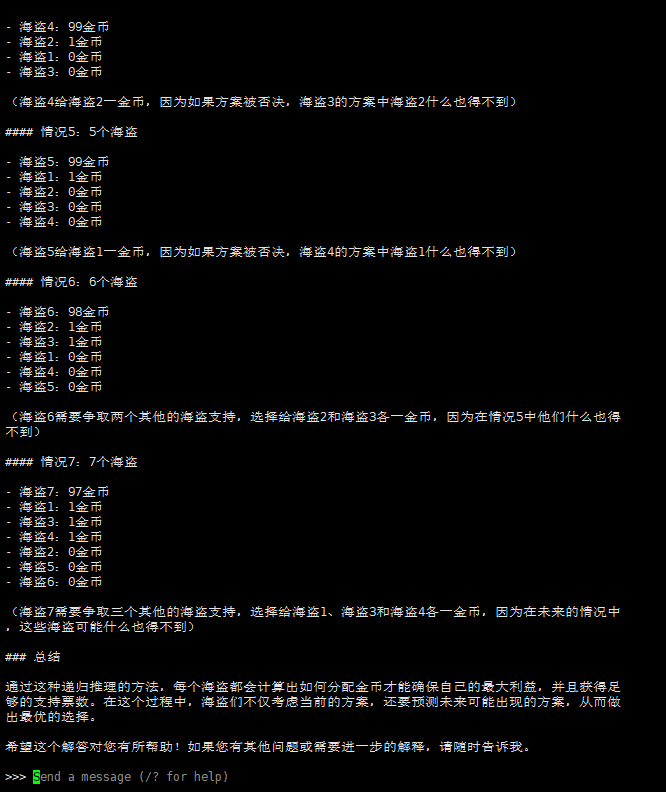 - 海盗4: 99金币
- 海盗2: 1金币
- 海盗1: 0金币
- 海盗3: 0金币
（海盗4给海盗2一金币，因为如果方案被否决，海盗3的方案中海盗2什么也得不到）
#### 情况5: 5个海盗
- 海盗5: 99金币
- 海盗1: 1金币
- 海盗2: 0金币
- 海盗3: 0金币
- 海盗4: 0金币
（海盗5给海盗1一金币，因为如果方案被否决，海盗4的方案中海盗1什么也得不到）
#### 情况6: 6个海盗
- 海盗6: 98金币
- 海盗2: 1金币
- 海盗3: 1金币
- 海盗1: 0金币
- 海盗4: 0金币
- 海盗5: 0金币
（海盗6需要争取两个其他的海盗支持，选择给海盗2和海盗3各一金币，因为在情况5中他们什么也得
不到）
#### 情况7: 7个海盗
- 海盗7: 97金币
- 海盗1: 1金币
- 海盗3: 1金币
- 海盗4: 1金币
- 海盗2: 0金币
- 海盗5: 0金币
- 海盗6: 0金币
（海盗7需要争取三个其他的海盗支持，选择给海盗1、海盗3和海盗4各一金币，因为在未来的情况中
，这些海盗可能什么也得不到）
### 总结
通过这种递归推理的方法，每个海盗都会计算出如何分配金币才能确保自己的最大利益，并且获得足
够的支持票数。在这个过程中，海盗们不仅考虑当前的方案，还要预测未来可能出现的方案，从而做
出最优的选择。
希望这个解答对您有所帮助！如果您有其他问题或需要进一步的解释，请随时告诉我。
>>> Send a message (/? for help)